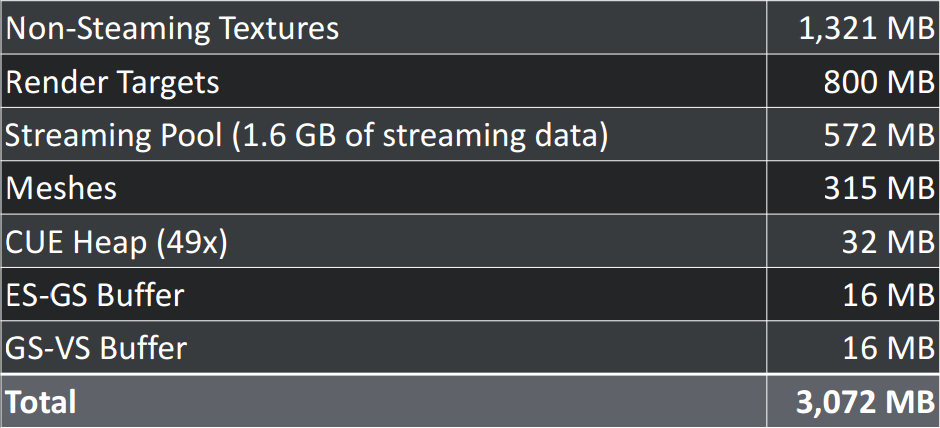 Non-Steaming Textures 1,321 MB
Render Targets 800 MB
Streaming Pool (1.6 GB of streaming data) 572 MB
Meshes 315 MB
CUE Heap (49x) 32 MB
ES-GS Buffer 16 MB
GS-VS Buffer 16 MB
Total 3,072 MB